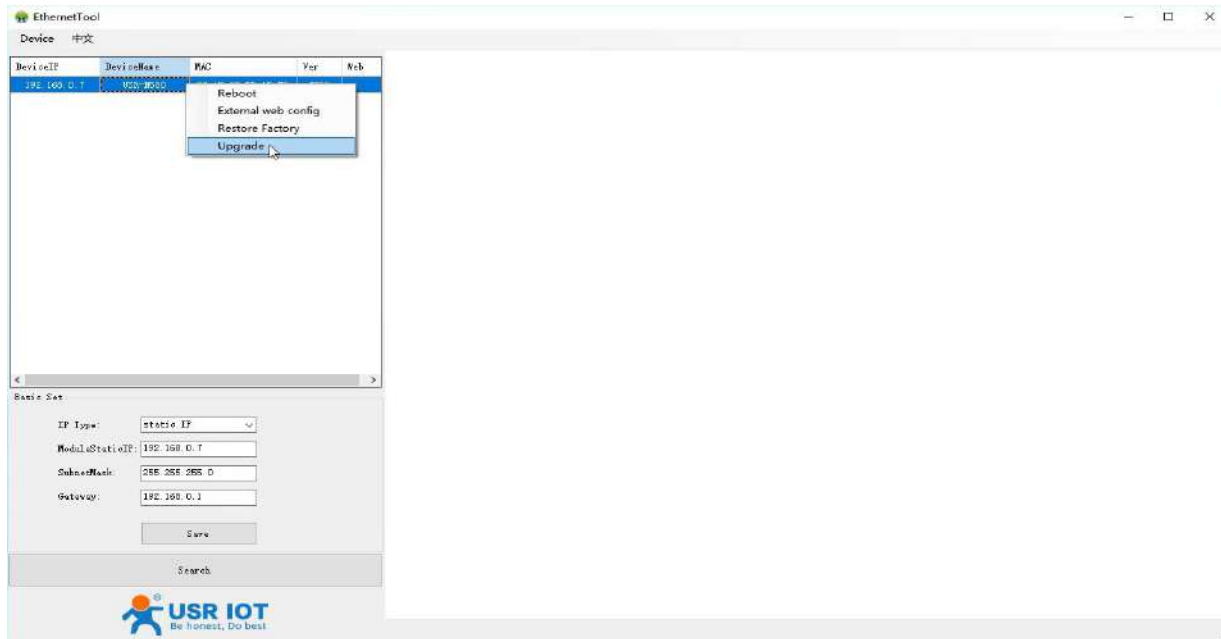 EthernetTool
Device 中文
DeviceIP DeviceName MAC Ver Web
192.168.0.7
Reboot
External web config
Restore Factory
Upgrade
Basic Set
IP Type: static IP
ModuleStaticIP: 192.168.0.7
SubnetMask: 255.255.255.0
Gateway: 192.168.0.1
Save
Search
USR IOT
Be honest, Do best